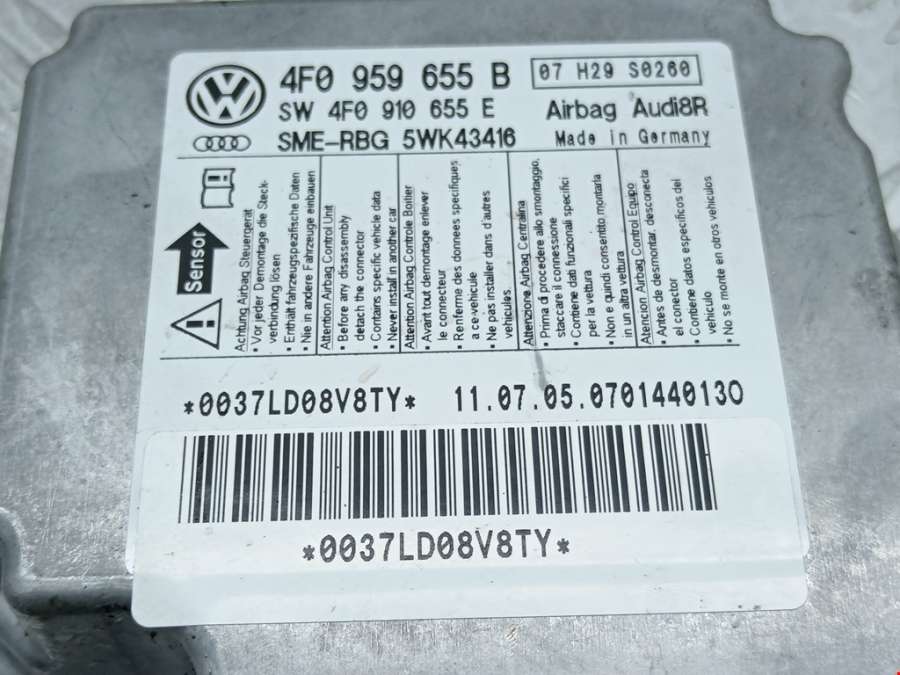 4F0 959 655 B
07 H29 S0260
SW 4F0 910 655 E
Airbag Audi8R
SME-RBG 5WK43416
Made in Germany
Sensor
Achtung Airbag Steuergerät
• Vor jeder Demontage die Steck-
verbindung lösen
• Enthält fahrzeugspezifische Daten
• Nie in andere Fahrzeuge einbauen
Attention Airbag Control Unit
• Before any disassembly
detach the connector
• Contains specific vehicle data
• Never install in another car
Attention Airbag Controle Boitier
• Avant tout demontage enlever
le connecteur
• Renferme des donnees specifiques
a ce-vehicule
• Ne pas installer dans d'autres
vehicules.
Attenzione Airbag Centralina
• Prima di procedere allo smontaggio,
staccare il connessione
• Contiene dati funzionali specifici
per la vettura
• Non e quindi consentito montarla
in un altra vettura
Atencion Airbag Control Equipo
• Antes de desmontar, desconecta
el conector
• Contiene datos especificos del
vehiculo
• No se monte en otros vehiculos
*0037LD08V8TY*
11.07.05.0701440130
*0037LD08V8TY*